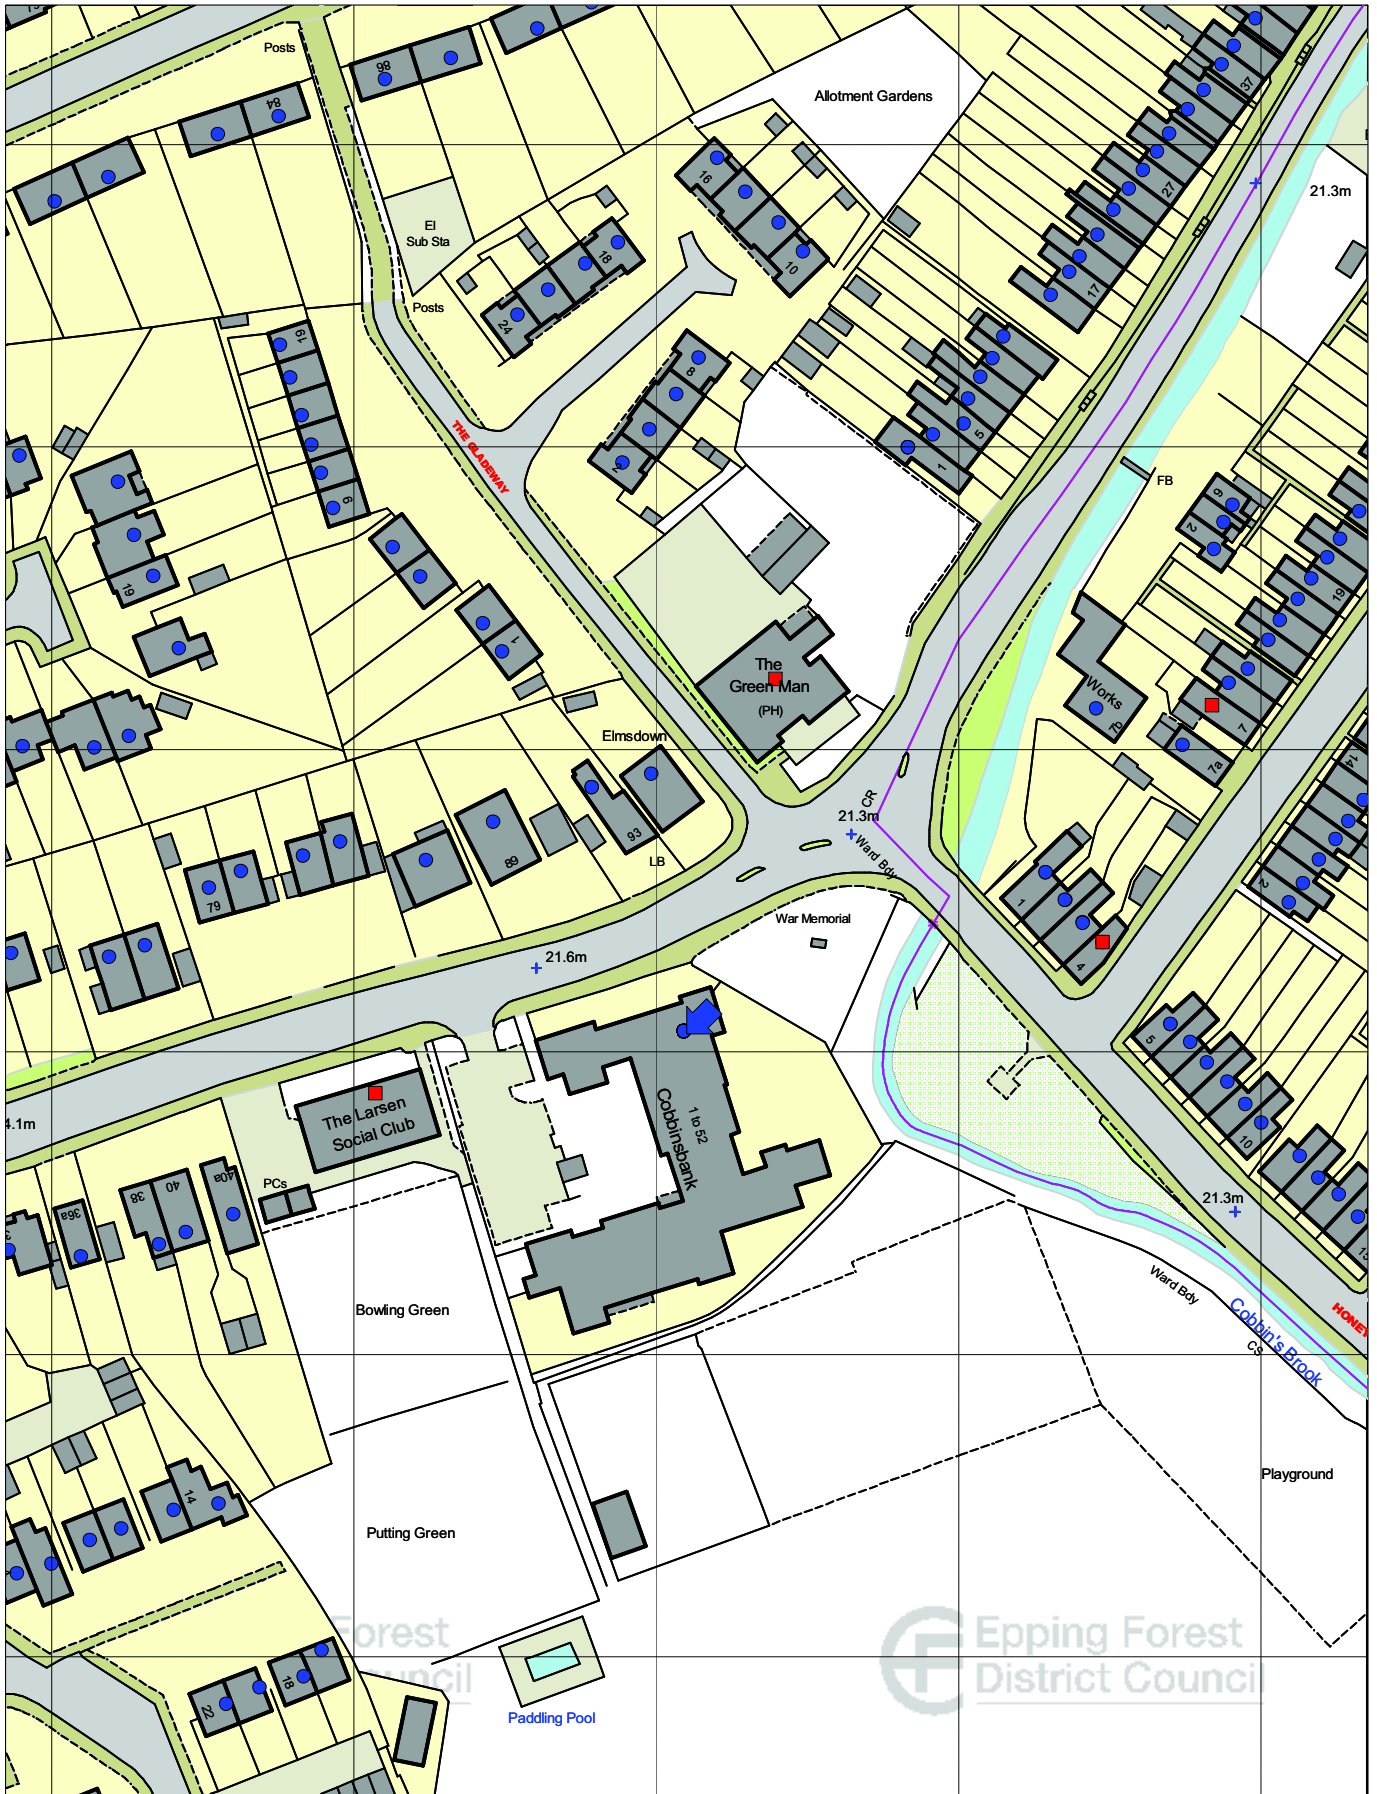 Posts
86
84
Allotment Gardens
37
27
21.3m
16
El
Sub Sta
18
10
17
Posts
24
19
8
5
THE GLADEWAY
2
1
6
FB
9
2
19
19
1
The
Green Man
(PH)
Works
7b
7
7a
14
Elmsdown
CR
21.3m
93
Ward Bdy
89
LB
79
1
2
War Memorial
4
21.6m
5
4.1m
The Larsen
Social Club
1 to 52
Cobbinsbank
10
PCs
38
40
40a
36a
21.3m
15
Ward Bdy
Bowling Green
Cobbin's Brook
CS
HONEY
Playground
14
Putting Green
Forest
Council
Epping Forest
District Council
18
22
Paddling Pool